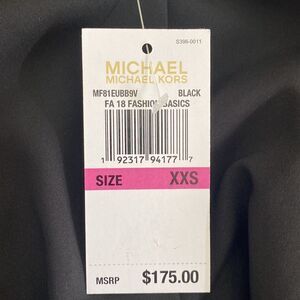 S398-0011
MICHAEL
MICHAEL KORS
MF81EUBB9V BLACK
FA 18 FASHION BASICS
1 92317 94177 7
SIZE XXS
MSRP $175.00